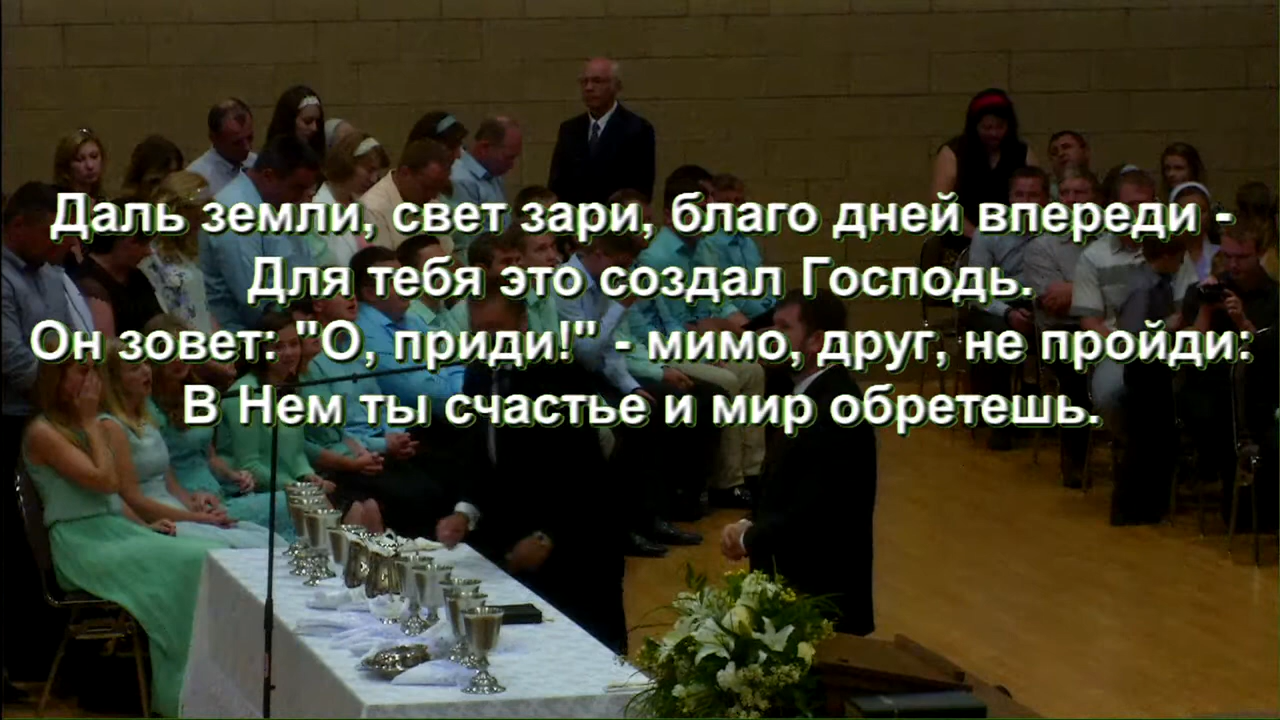 Даль земли, свет зари, благо дней впереди -
Для тебя это создал Господь.
Он зовет: "О, приди!" - мимо, друг, не пройди:
В Нем ты счастье и мир обретешь.